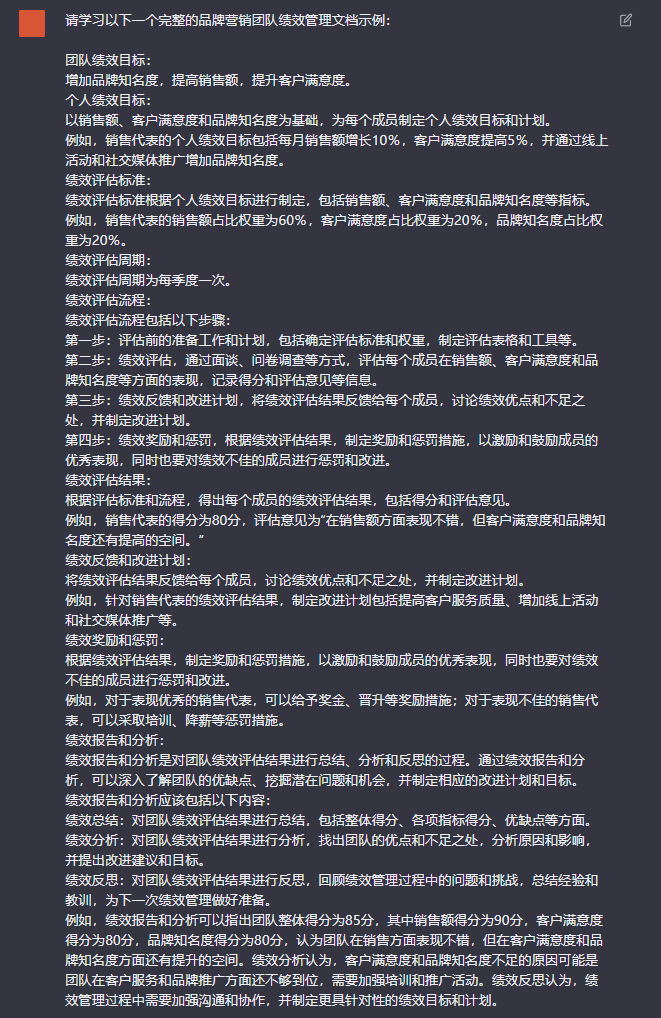 请学习以下一个完整的品牌营销团队绩效管理文档示例：
团队绩效目标：
增加品牌知名度，提高销售额，提升客户满意度。
个人绩效目标：
以销售额、客户满意度和品牌知名度为基础，为每个成员制定个人绩效目标和计划。
例如，销售代表的个人绩效目标包括每月销售额增长10%，客户满意度提高5%，并通过线上
活动和社交媒体推广增加品牌知名度。
绩效评估标准：
绩效评估标准根据个人绩效目标进行制定，包括销售额、客户满意度和品牌知名度等指标。
例如，销售代表的销售额占比权重为60%，客户满意度占比权重为20%，品牌知名度占比权
重为20%。
绩效评估周期：
绩效评估周期为每季度一次。
绩效评估流程：
绩效评估流程包括以下步骤：
第一步：评估前的准备工作和计划，包括确定评估标准和权重，制定评估表格和工具等。
第二步：绩效评估，通过面谈、问卷调查等方式，评估每个成员在销售额、客户满意度和品
牌知名度等方面的表现，记录得分和评估意见等信息。
第三步：绩效反馈和改进计划，将绩效评估结果反馈给每个成员，讨论绩效优点和不足之
处，并制定改进计划。
第四步：绩效奖励和惩罚，根据绩效评估结果，制定奖励和惩罚措施，以激励和鼓励成员的
优秀表现，同时也要对绩效不佳的成员进行惩罚和改进。
绩效评估结果：
根据评估标准和流程，得出每个成员的绩效评估结果，包括得分和评估意见。
例如，销售代表的得分为80分，评估意见为“在销售额方面表现不错，但客户满意度和品牌知
名度还有提高的空间。”
绩效反馈和改进计划：
将绩效评估结果反馈给每个成员，讨论绩效优点和不足之处，并制定改进计划。
例如，针对销售代表的绩效评估结果，制定改进计划包括提高客户服务质量、增加线上活动
和社交媒体推广等。
绩效奖励和惩罚：
根据绩效评估结果，制定奖励和惩罚措施，以激励和鼓励成员的优秀表现，同时也要对绩效
不佳的成员进行惩罚和改进。
例如，对于表现优秀的销售代表，可以给予奖金、晋升等奖励措施；对于表现不佳的销售代
表，可以采取培训、降薪等惩罚措施。
绩效报告和分析：
绩效报告和分析是对团队绩效评估结果进行总结、分析和反思的过程。通过绩效报告和分
析，可以深入了解团队的优缺点、挖掘潜在问题和机会，并制定相应的改进计划和目标。
绩效报告和分析应该包括以下内容：
绩效总结：对团队绩效评估结果进行总结，包括整体得分、各项指标得分、优缺点等方面。
绩效分析：对团队绩效评估结果进行分析，找出团队的优点和不足之处，分析原因和影响，
并提出改进建议和目标。
绩效反思：对团队绩效评估结果进行反思，回顾绩效管理过程中的问题和挑战，总结经验和
教训，为下一次绩效管理做好准备。
例如，绩效报告和分析可以指出团队整体得分为85分，其中销售额得分为90分，客户满意度
得分为80分，品牌知名度得分为80分，认为团队在销售方面表现不错，但在客户满意度和品
牌知名度方面还有提升的空间。绩效分析认为，客户满意度和品牌知名度不足的原因可能是
团队在客户服务和品牌推广方面还不够到位，需要加强培训和推广活动。绩效反思认为，绩
效管理过程中需要加强沟通和协作，并制定更具针对性的绩效目标和计划。